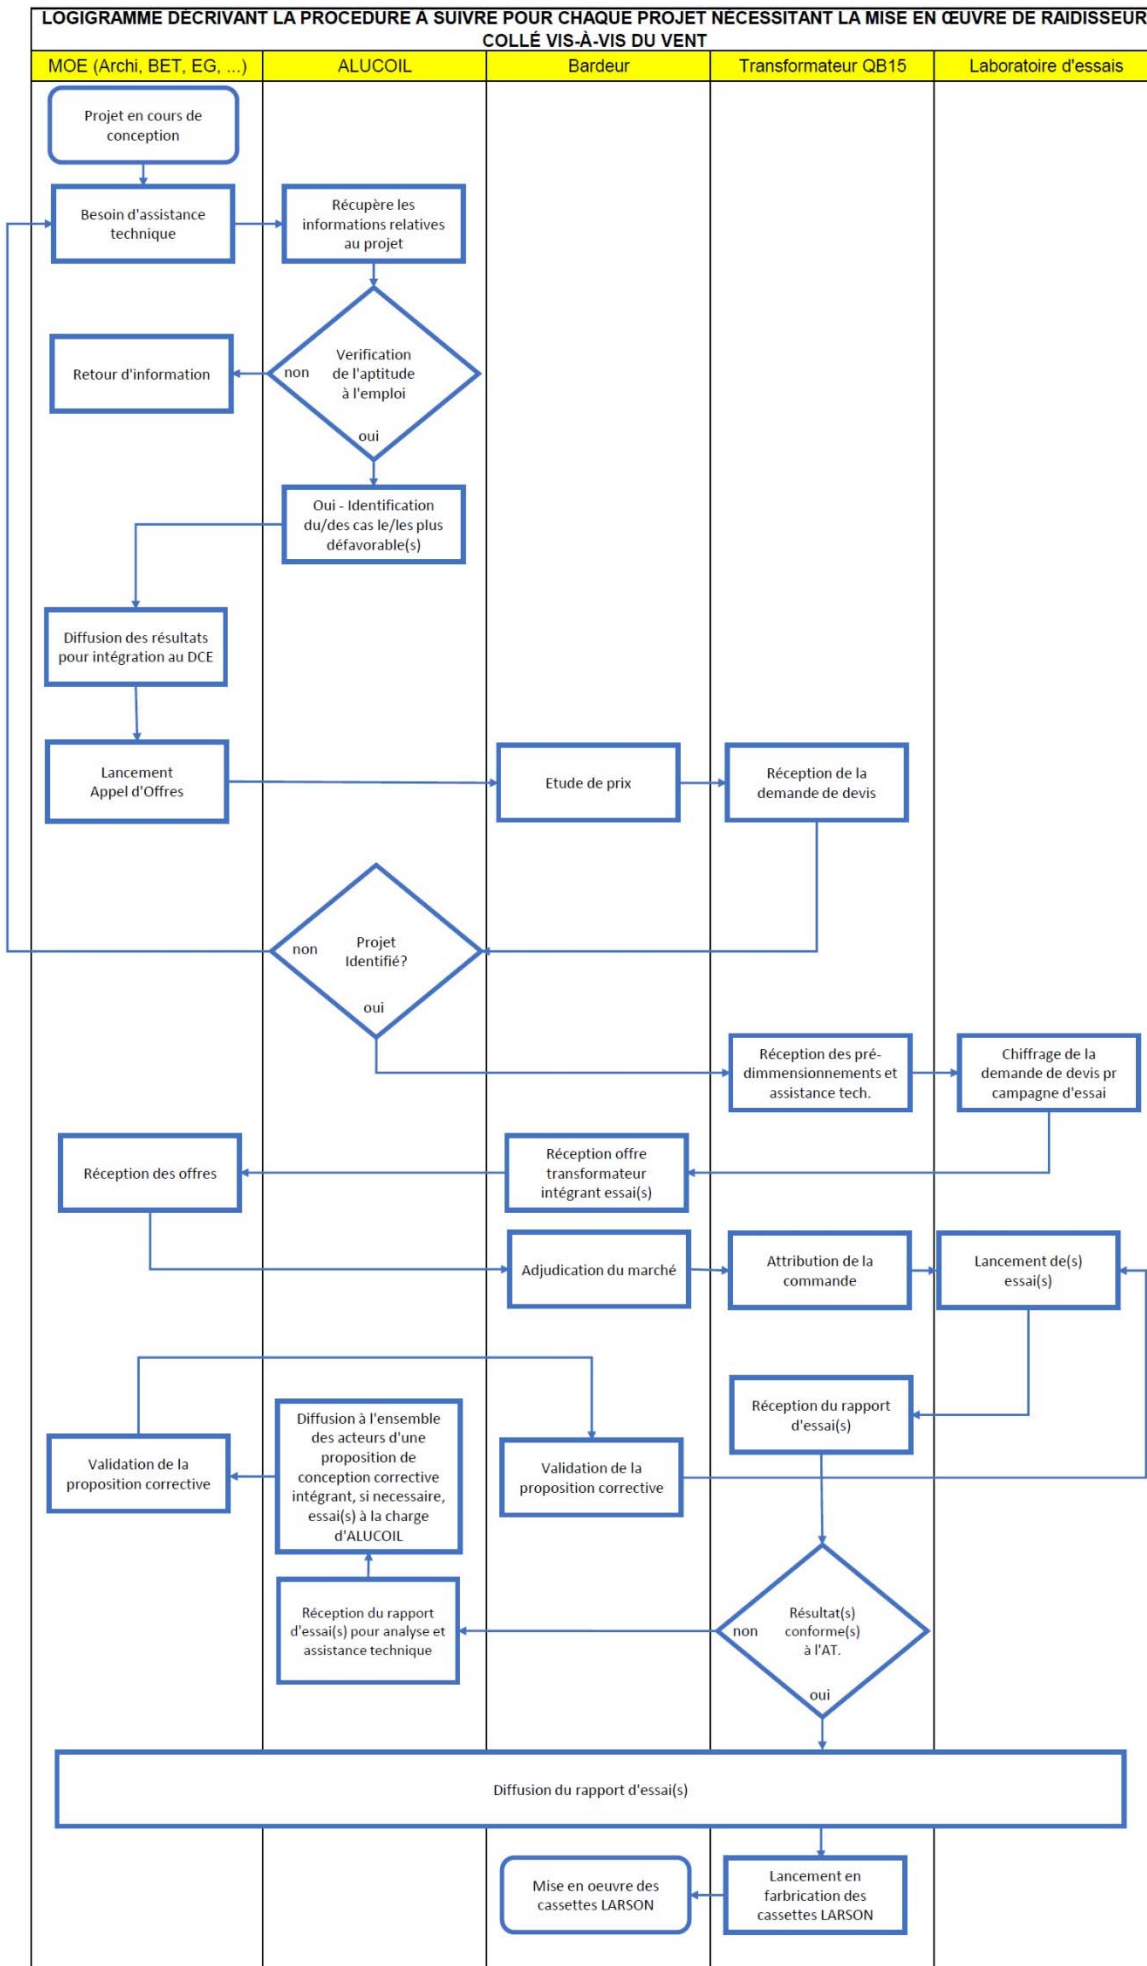 LOGIGRAMME DÉCRIVANT LA PROCEDURE À SUIVRE POUR CHAQUE PROJET NÉCESSITANT LA MISE EN ŒUVRE DE RAIDISSEUR
COLLÉ VIS-À-VIS DU VENT
MOE (Archi, BET, EG, ...)
ALUCOIL
Bardeur
Transformateur QB15
Laboratoire d'essais
Projet en cours de
conception
Besoin d'assistance
technique
Récupère les
informations relatives
au projet
Retour d'information
non
Verification
de l'aptitude
à l'emploi
oui
Oui - Identification
du/des cas le/les plus
défavorable(s)
Diffusion des résultats
pour intégration au DCE
Lancement
Appel d'Offres
Etude de prix
Réception de la
demande de devis
non
Projet
Identifié?
oui
Réception des pré-
dimmensionnements et
assistance tech.
Chiffrage de la
demande de devis pr
campagne d'essai
Réception des offres
Réception offre
transformateur
intégrant essai(s)
Adjudication du marché
Attribution de la
commande
Lancement de(s)
essai(s)
Réception du rapport
d'essai(s)
Validation de la
proposition corrective
Diffusion à l'ensemble
des acteurs d'une
proposition de
conception corrective
intégrant, si necessaire,
essai(s) à la charge
d'ALUCOIL
Validation de la
proposition corrective
Réception du rapport
d'essai(s) pour analyse et
assistance technique
non
Résultat(s)
conforme(s)
à l'AT.
oui
Diffusion du rapport d'essai(s)
Mise en oeuvre des
cassettes LARSON
Lancement en
farbrication des
cassettes LARSON